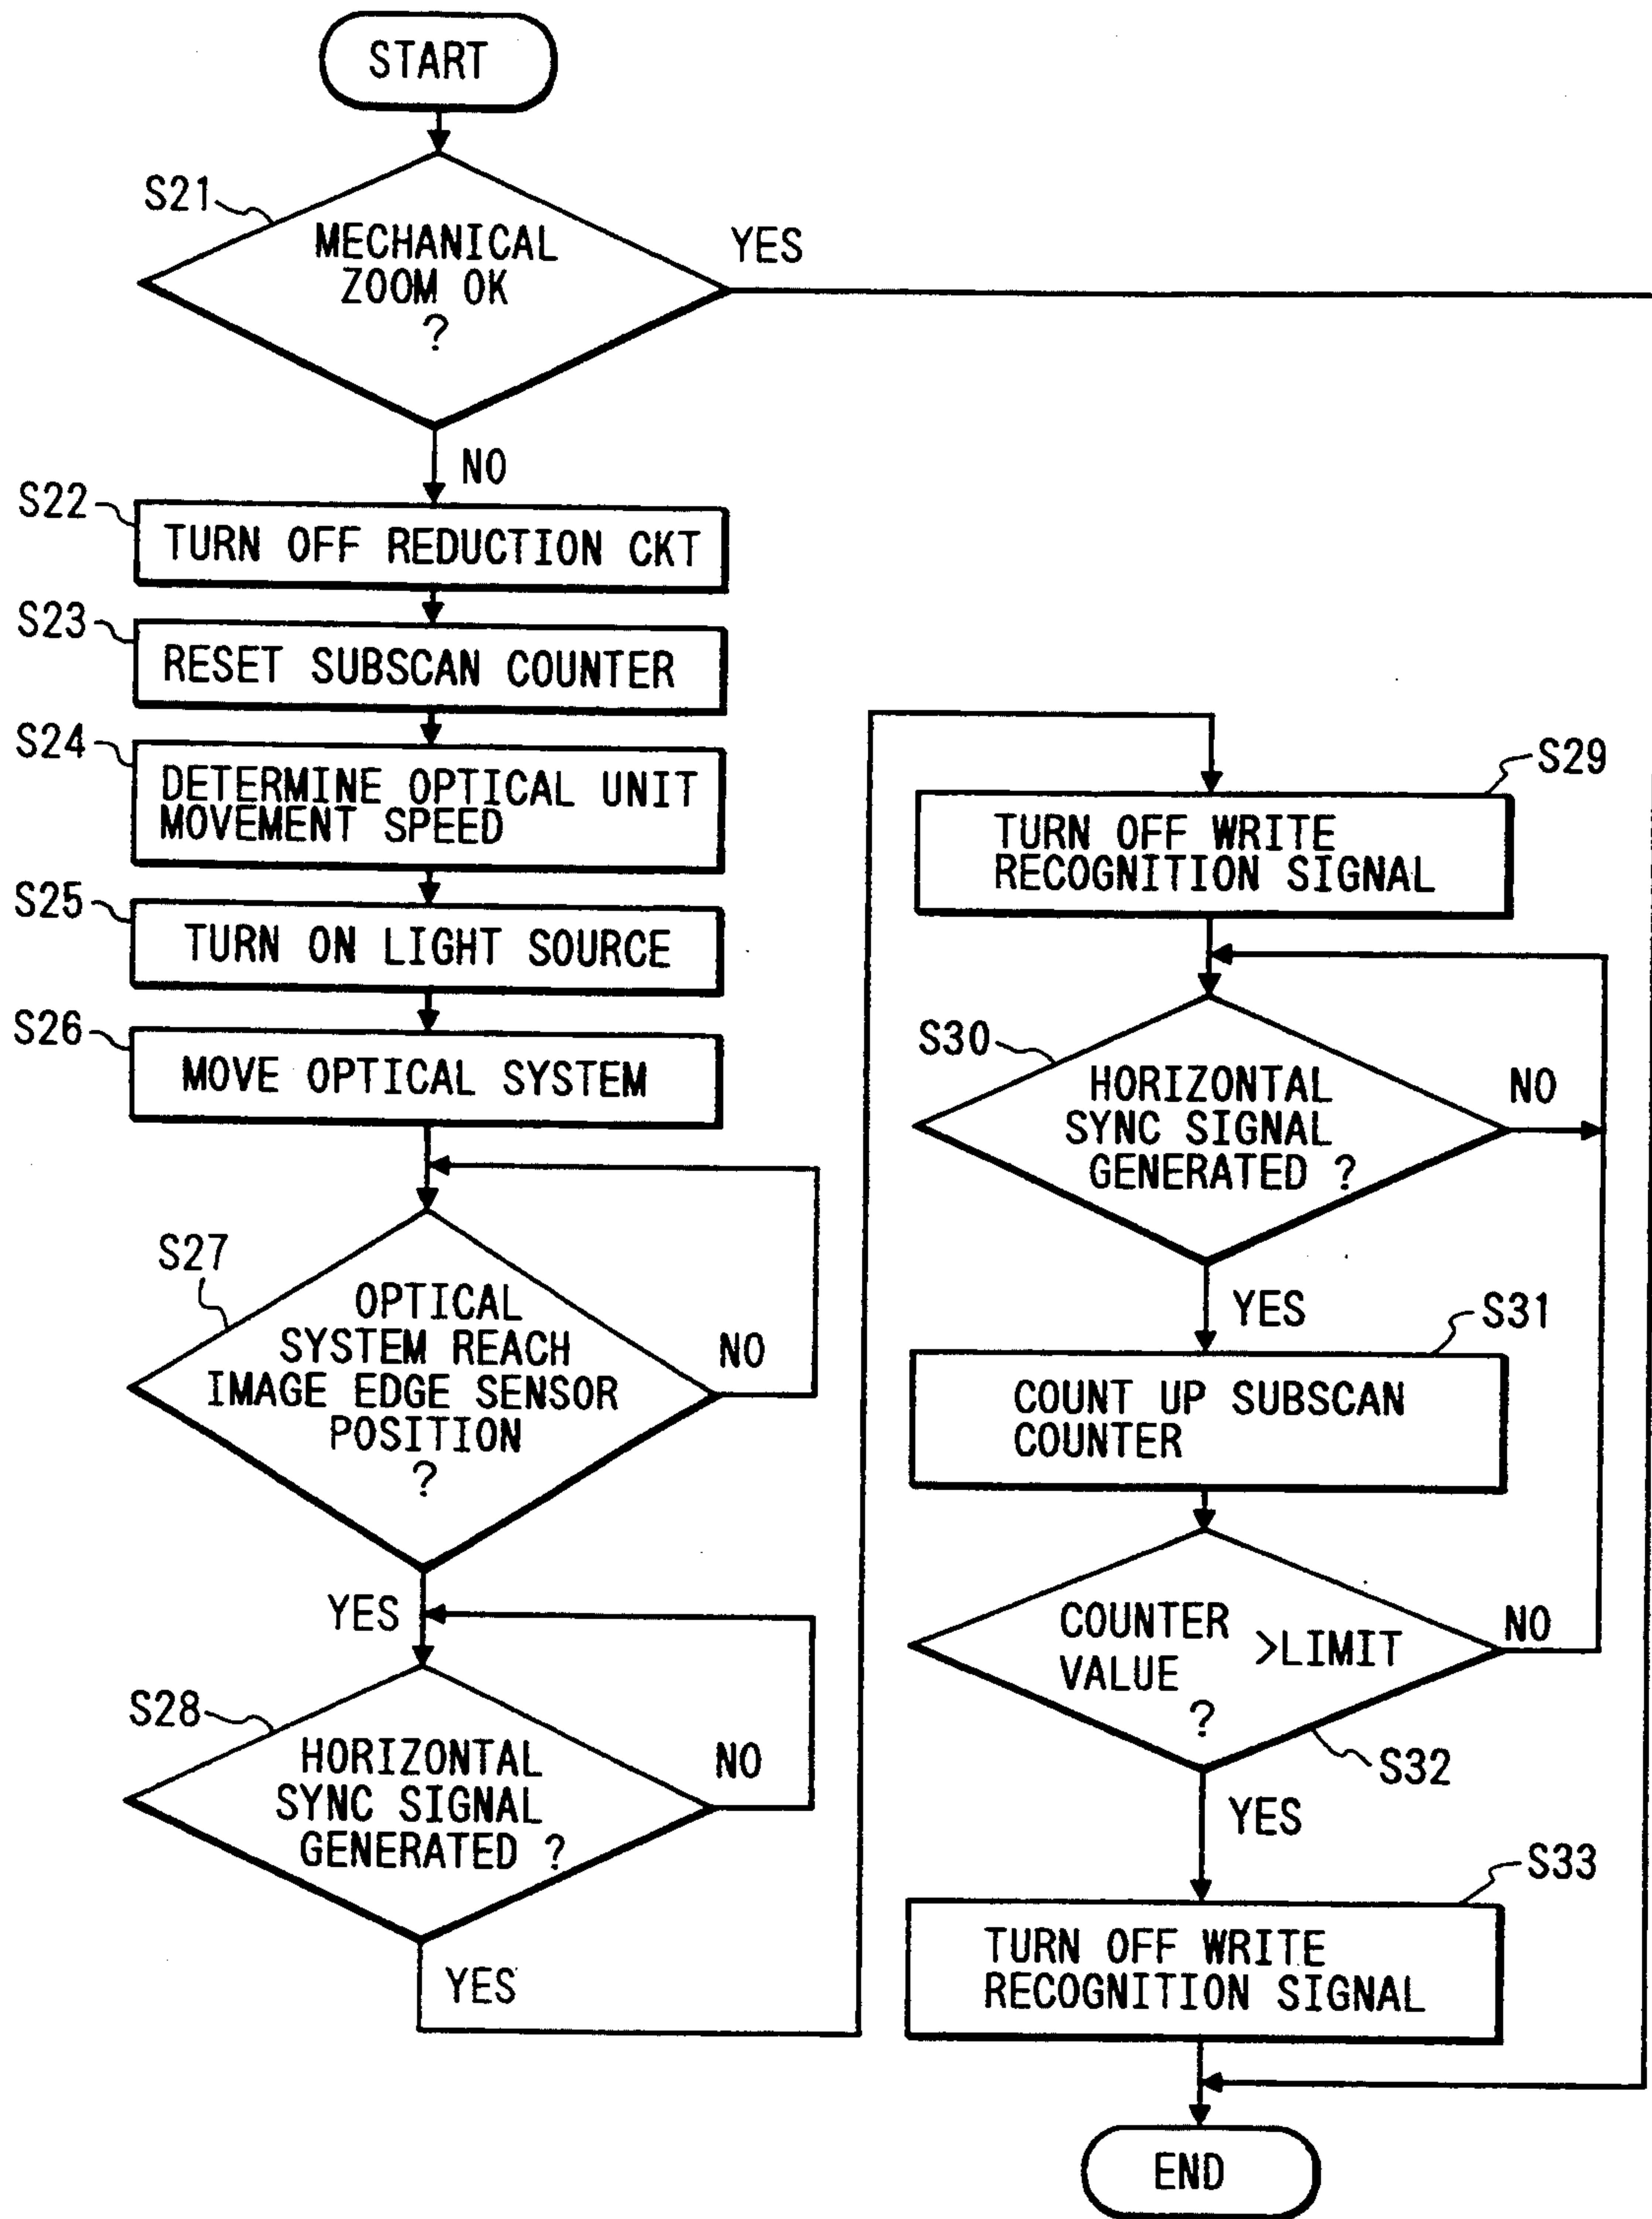 START
S21
MECHANICAL
ZOOM OK
?
YES
NO
S22
TURN OFF REDUCTION CKT
S23
RESET SUBSCAN COUNTER
S24
DETERMINE OPTICAL UNIT
MOVEMENT SPEED
S25
TURN ON LIGHT SOURCE
S26
MOVE OPTICAL SYSTEM
S27
OPTICAL
SYSTEM REACH
IMAGE EDGE SENSOR
POSITION
?
NO
YES
S28
HORIZONTAL
SYNC SIGNAL
GENERATED ?
NO
YES
S29
TURN OFF WRITE
RECOGNITION SIGNAL
S30
HORIZONTAL
SYNC SIGNAL
GENERATED ?
NO
YES
S31
COUNT UP SUBSCAN
COUNTER
COUNTER
VALUE >LIMIT
?
NO
S32
YES
S33
TURN OFF WRITE
RECOGNITION SIGNAL
END